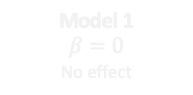 Model 1
β = 0
No effect